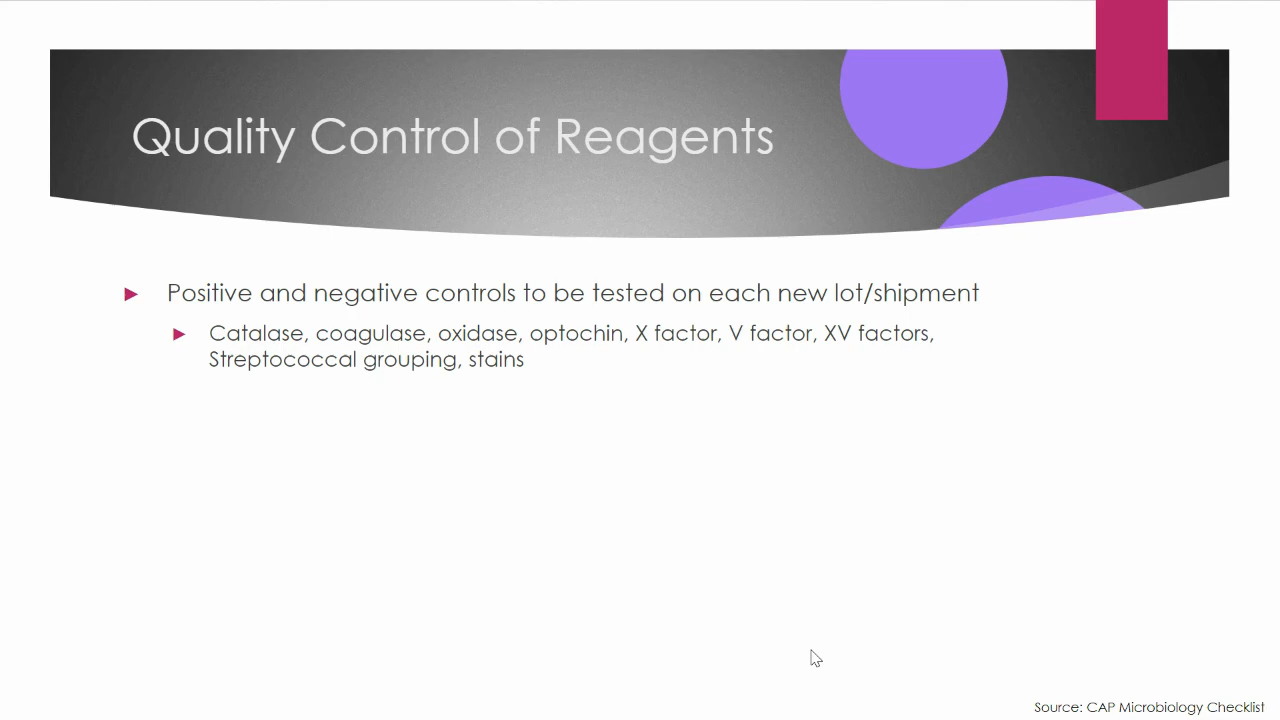 Quality Control of Reagents
Positive and negative controls to be tested on each new lot/shipment
Catalase, coagulase, oxidase, optochin, X factor, V factor, XV factors,
Streptococcal grouping, stains
Source: CAP Microbiology Checklist